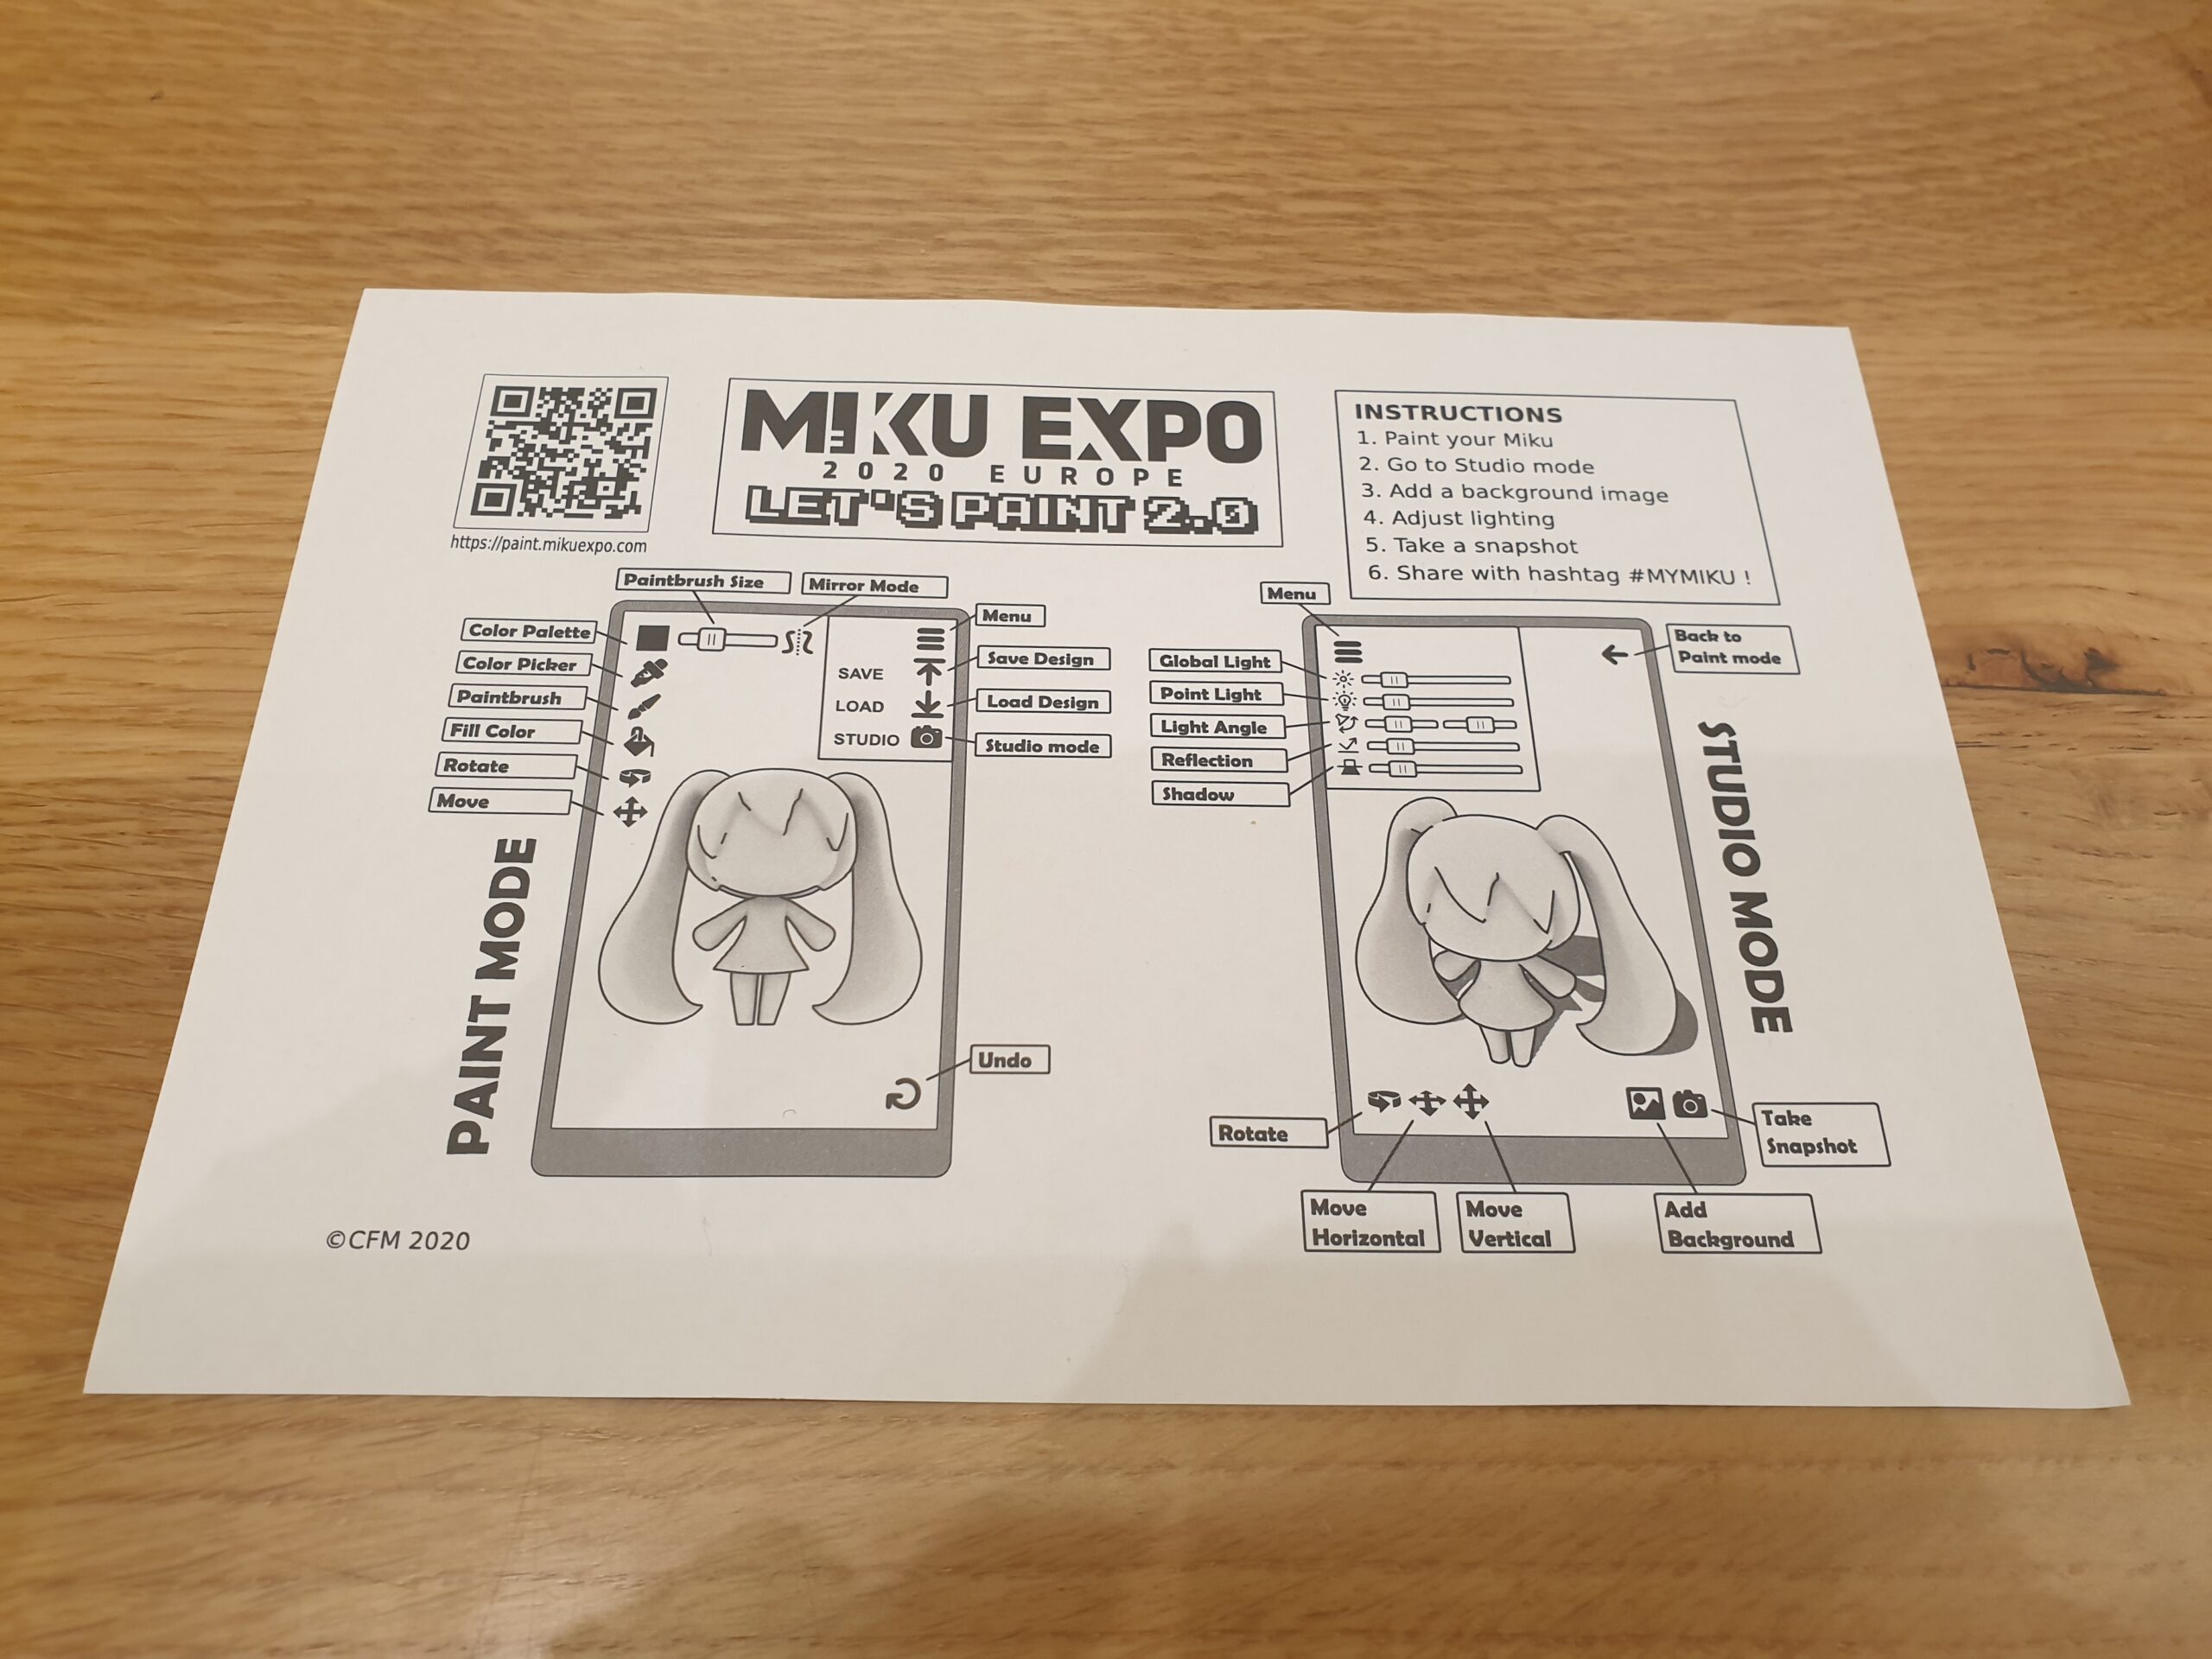 https://paint.mikuexpo.com
MIKU EXPO
2020 EUROPE
LET'S PAINT 2.0
INSTRUCTIONS
1. Paint your Miku
2. Go to Studio mode
3. Add a background image
4. Adjust lighting
5. Take a snapshot
6. Share with hashtag #MYMIKU !
PAINT MODE
Paintbrush Size
Mirror Mode
Color Palette
Color Picker
Paintbrush
Fill Color
Rotate
Move
Menu
SAVE
Save Design
LOAD
Load Design
STUDIO
Studio mode
Undo
STUDIO MODE
Menu
Global Light
Point Light
Light Angle
Reflection
Shadow
Back to
Paint mode
Rotate
Move
Horizontal
Move
Vertical
Add
Background
Take
Snapshot
©CFM 2020